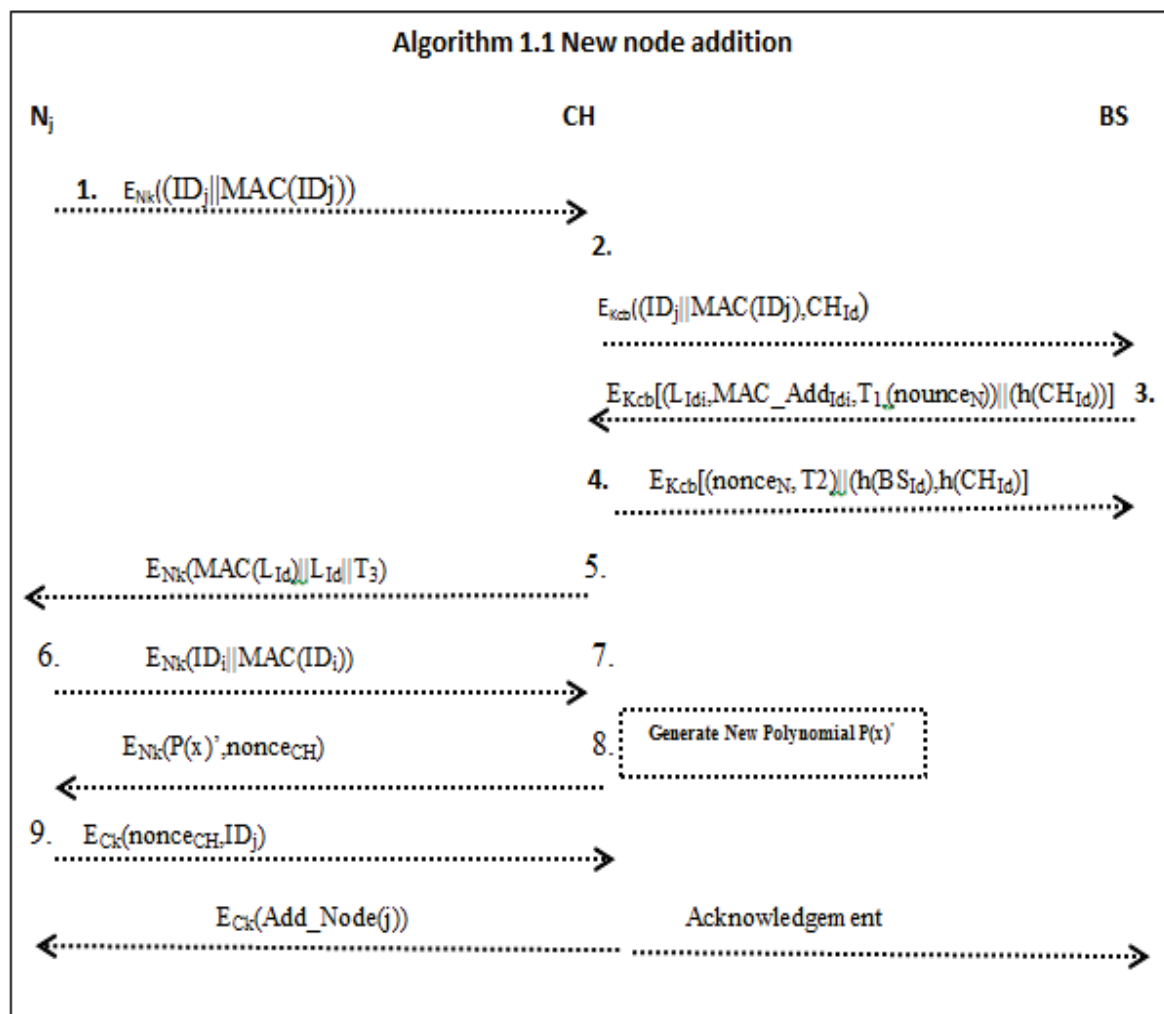 Algorithm 1.1 New node addition
Nj CH BS
1. ENk((IDj||MAC(IDj))
2.
EKcb((IDj||MAC(IDj),CHId)
EKcb[(LIdi,MAC_AddIdi,T1,(nounceN))||(h(CHId))] 3.
4. EKcb[(nonceN, T2)||(h(BSId),h(CHId)]
ENk(MAC(LId)||LId||T3) 5.
6. ENk(IDi||MAC(IDi)) 7.
ENk(P(x)’,nonceCH) 8. Generate New Polynomial P(x)’
9. ECk(nonceCH,IDj)
ECk(Add_Node(j)) Acknowledgement